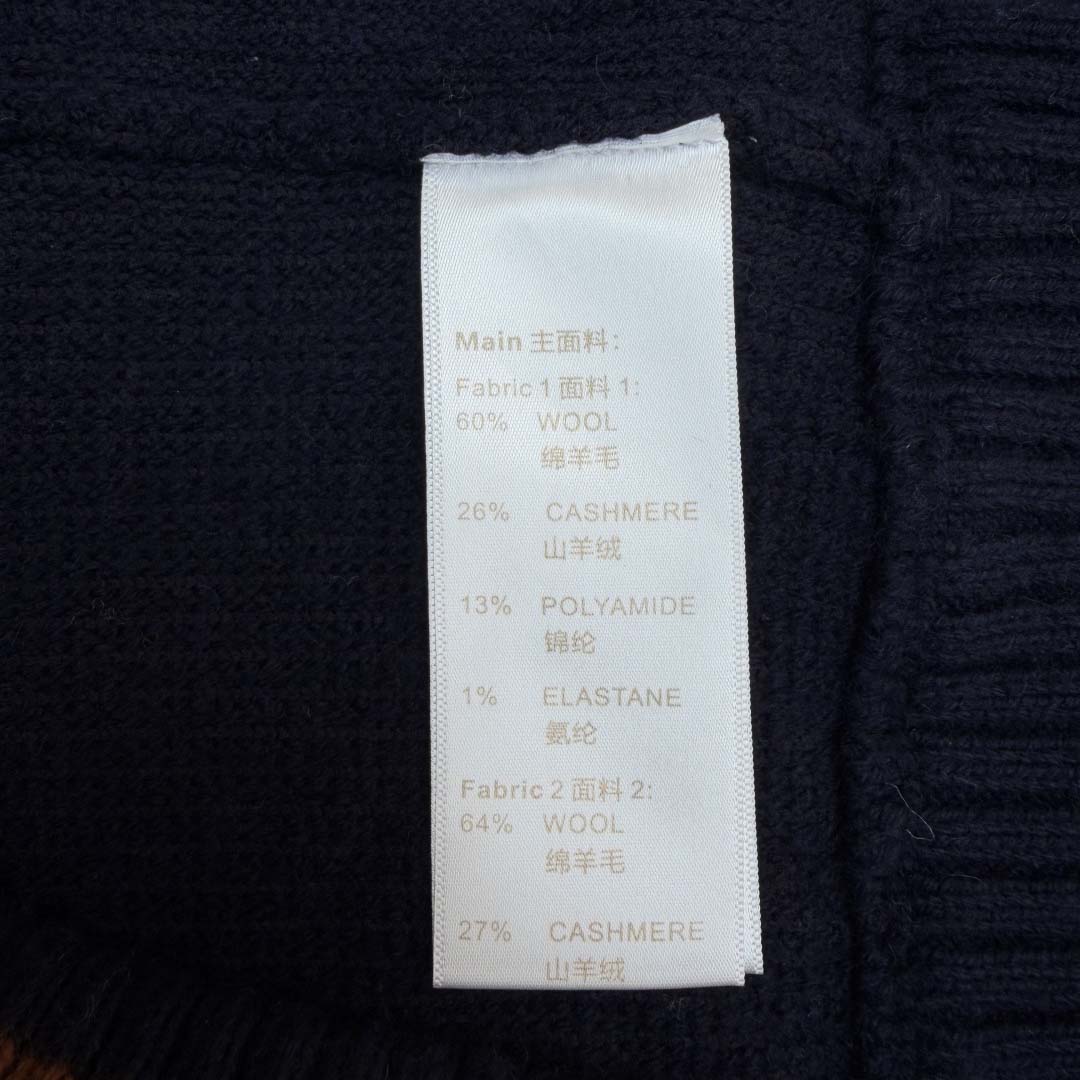 Main 主面料:
Fabric 1 面料 1:
60% WOOL
绵羊毛
26% CASHMERE
山羊绒
13% POLYAMIDE
锦纶
1% ELASTANE
氨纶
Fabric 2 面料 2:
64% WOOL
绵羊毛
27% CASHMERE
山羊绒